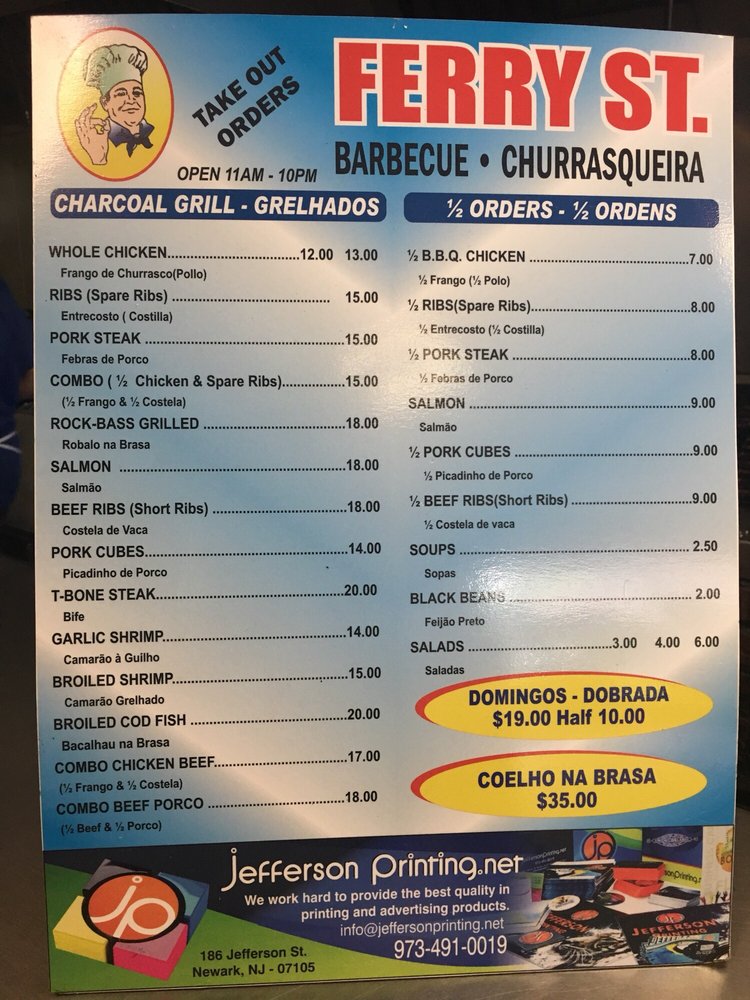 TAKE OUT
ORDERS
FERRY ST.
BARBECUE • CHURRASQUEIRA
OPEN 11AM - 10PM
CHARCOAL GRILL - GRELHADOS
WHOLE CHICKEN..............................12.00 13.00
Frango de Churrasco(Pollo)
RIBS (Spare Ribs) .................................... 15.00
Entrecosto ( Costilla)
PORK STEAK ..............................................15.00
Febras de Porco
COMBO ( ½ Chicken & Spare Ribs)..............15.00
(½ Frango & ½ Costela)
ROCK-BASS GRILLED .................................18.00
Robalo na Brasa
SALMON ....................................................18.00
Salmão
BEEF RIBS (Short Ribs) ...............................18.00
Costela de Vaca
PORK CUBES..............................................14.00
Picadinho de Porco
T-BONE STEAK...........................................20.00
Bife
GARLIC SHRIMP..........................................14.00
Camarão à Guilho
BROILED SHRIMP........................................15.00
Camarão Grelhado
BROILED COD FISH ....................................20.00
Bacalhau na Brasa
COMBO CHICKEN BEEF..............................17.00
(½ Frango & ½ Costela)
COMBO BEEF PORCO ................................18.00
(½ Beef & ½ Porco)
½ ORDERS - ½ ORDENS
½ B.B.Q. CHICKEN .....................................7.00
½ Frango (½ Polo)
½ RIBS(Spare Ribs).....................................8.00
½ Entrecosto (½ Costilla)
½ PORK STEAK .........................................8.00
½ Febras de Porco
SALMON ...................................................9.00
Salmão
½ PORK CUBES .........................................9.00
½ Picadinho de Porco
½ BEEF RIBS(Short Ribs) ............................9.00
½ Costela de vaca
SOUPS ..................................................... 2.50
Sopas
BLACK BEANS .......................................... 2.00
Feijão Preto
SALADS .................................3.00 4.00 6.00
Saladas
DOMINGOS - DOBRADA
$19.00 Half 10.00
COELHO NA BRASA
$35.00
jp
Jefferson Printing.net
We work hard to provide the best quality in
printing and advertising products.
info@jeffersonprinting.net
973-491-0019
186 Jefferson St.
Newark, NJ - 07105
jp
JEFFERSON
PRINTING